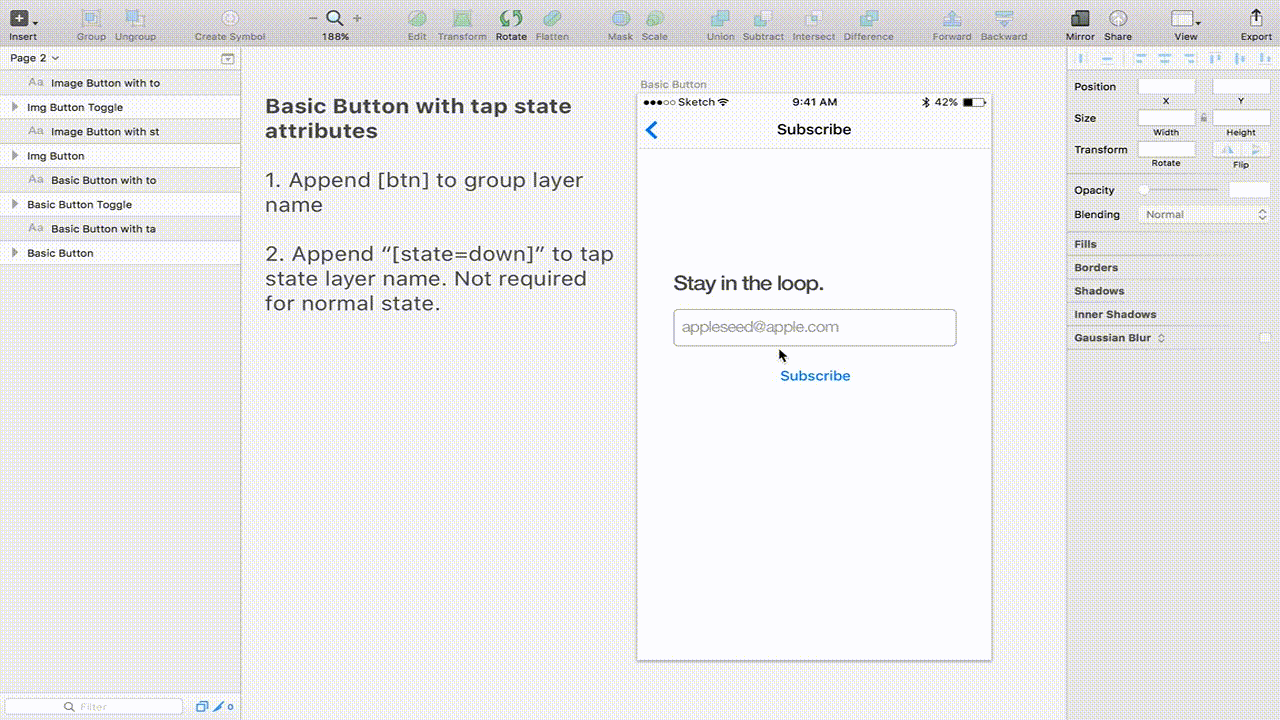 Insert
Group
Ungroup
Create Symbol
188%
Edit
Transform
Rotate
Flatten
Mask
Scale
Union
Subtract
Intersect
Difference
Forward
Backward
Mirror
Share
View
Export
Page 2
Aa Image Button with to
Img Button Toggle
Aa Image Button with st
Img Button
Aa Basic Button with to
Basic Button Toggle
Aa Basic Button with ta
Basic Button
Filter
0
Basic Button with tap state
attributes
1. Append [btn] to group layer
name
2. Append “[state=down]” to tap
state layer name. Not required
for normal state.
Basic Button
Sketch
9:41 AM
42%
Subscribe
Stay in the loop.
appleseed@apple.com
Subscribe
Position
X
Y
Size
Width
Height
Transform
Rotate
Flip
Opacity
Blending
Normal
Fills
Borders
Shadows
Inner Shadows
Gaussian Blur